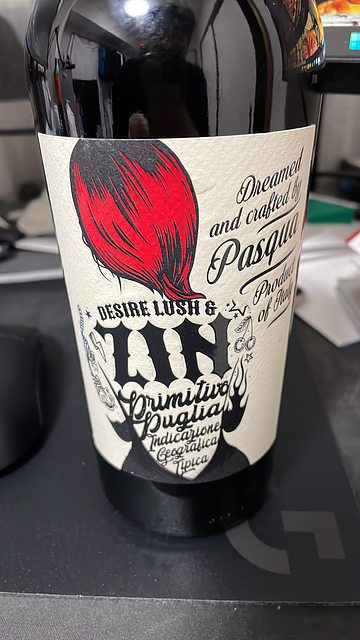 Dreamed
and crafted by
Pasqua
Product
of Italy
DESIRE LUSH &
ZIN
Primitivo
Puglia
Indicazione
Geografica
Tipica